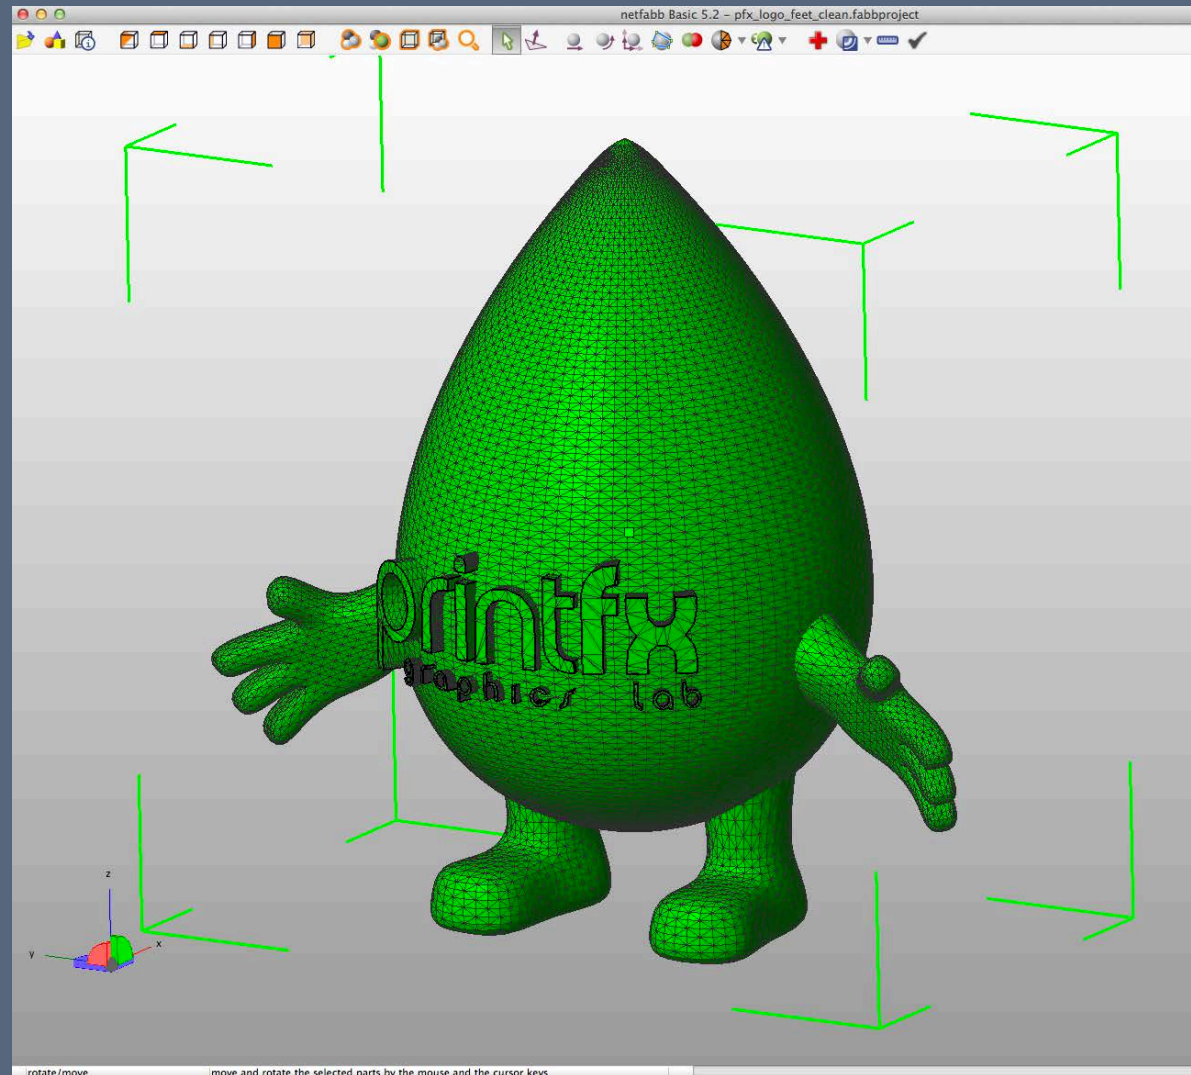 netfabb Basic 5.2 – pfx_logo_feet_clean.fabbproject
printfx
graphics lab
z
y
x
rotate/move
move and rotate the selected parts by the mouse and the cursor keys